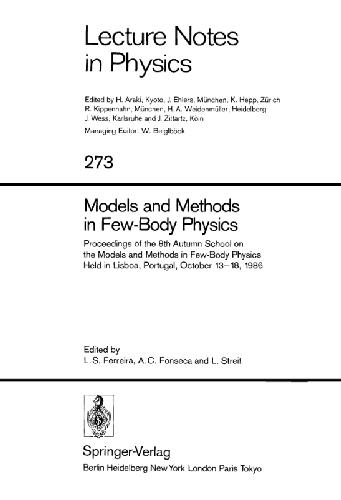 Lecture Notes
in Physics
Edited by H. Araki, Kyoto, J. Ehlers, München, K. Hepp, Zürich
R. Kippenhahn, München, H. A. Weidenmüller, Heidelberg
J. Wess, Karlsruhe and J. Zittartz, Köln
Managing Editor: W. Beiglböck
273
Models and Methods
in Few-Body Physics
Proceedings of the 8th Autumn School on
the Models and Methods in Few-Body Physics
Held in Lisboa, Portugal, October 13–18, 1986
Edited by
L. S. Ferreira, A. C. Fonseca and L. Streit
Springer-Verlag
Berlin Heidelberg New York London Paris Tokyo